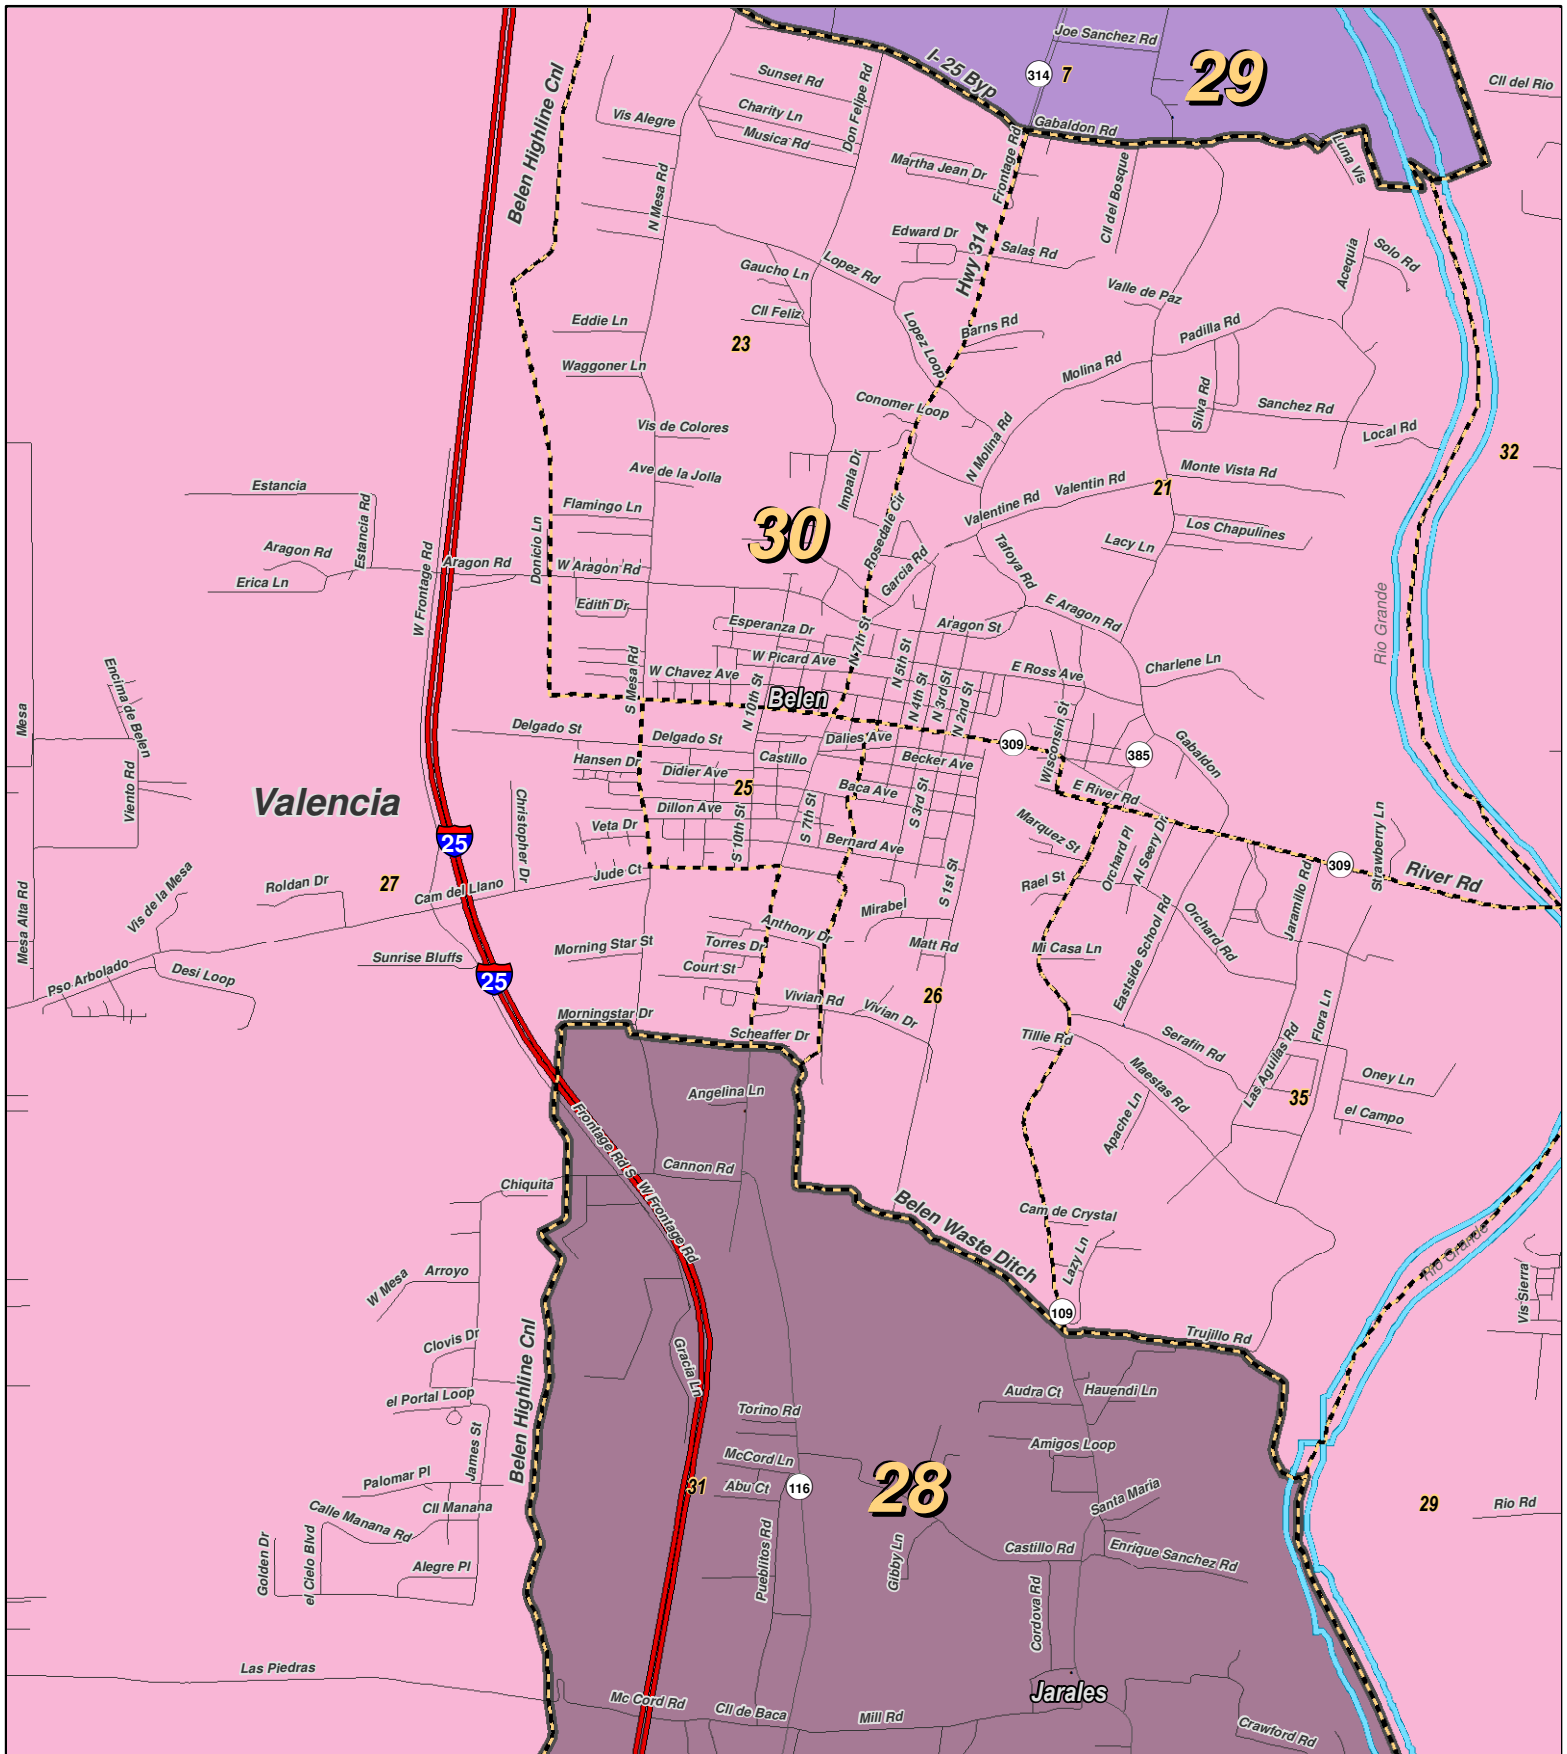 Joe Sanchez Rd
29
I- 25 Byp
314
7
Cll del Rio
Sunset Rd
Belen Highline Cnl
Charity Ln
Vis Alegre
Don Felipe Rd
Musica Rd
Gabaldon Rd
Frontage Rd
Luna Vis
Martha Jean Dr
N Mesa Rd
Cll del Bosque
Edward Dr
Salas Rd
Hwy 314
Acequia
Solo Rd
Gaucho Ln
Lopez Rd
Valle de Paz
Cll Feliz
Eddie Ln
Lopez Loop
Barns Rd
Padilla Rd
23
Waggoner Ln
Molina Rd
Conomer Loop
Silva Rd
Sanchez Rd
Vis de Colores
N Molina Rd
Local Rd
32
Ave de la Jolla
Impala Dr
Monte Vista Rd
Estancia
Valentin Rd
21
Flamingo Ln
Valentine Rd
Estancia Rd
30
Rosedale Cir
Los Chapulines
Donicio Ln
Aragon Rd
Aragon Rd
W Aragon Rd
W Frontage Rd
Garcia Rd
Tafoya Rd
Lacy Ln
Erica Ln
Edith Dr
E Aragon Rd
Rio Grande
Esperanza Dr
Aragon St
N 7th St
N 5th St
W Picard Ave
W Chavez Ave
E Ross Ave
Charlene Ln
S Mesa Rd
N 10th St
Belen
N 4th St
N 3rd St
N 2nd St
Encima de Belen
Mesa
Delgado St
Delgado St
Dalies Ave
309
Wisconsin St
385
Gabaldon
Hansen Dr
Didier Ave
Castillo
Becker Ave
25
Baca Ave
E River Rd
Viento Rd
Valencia
Christopher Dr
Dillon Ave
S 7th St
S 3rd St
Veta Dr
S 10th St
Bernard Ave
Marquez St
Orchard Pl
Al Seery Dr
Strawberry Ln
25
309
River Rd
Roldan Dr
27
Cam del Llano
Jude Ct
Rael St
S 1st St
Jaramillo Rd
Vis de la Mesa
Mesa Alta Rd
Mirabel
Anthony Dr
Orchard Rd
Eastside School Rd
Morning Star St
Torres Dr
Matt Rd
Mi Casa Ln
Sunrise Bluffs
Court St
Pso Arbolado
Desi Loop
25
26
Vivian Rd
Vivian Dr
Flora Ln
Morningstar Dr
Scheaffer Dr
Tillie Rd
Serafin Rd
Las Aguilas Rd
Maestas Rd
Oney Ln
Angelina Ln
35
Frontage Rd S
Apache Ln
el Campo
Cannon Rd
Chiquita
W Frontage Rd
Belen Waste Ditch
Cam de Crystal
Lazy Ln
Rio Grande
Arroyo
W Mesa
Vis Sierra
109
Clovis Dr
Trujillo Rd
Gracia Ln
Belen Highline Cnl
el Portal Loop
Audra Ct
Hauendi Ln
Torino Rd
James St
Amigos Loop
McCord Ln
Palomar Pl
31
Abu Ct
116
28
Santa Maria
29
Rio Rd
Cll Manana
Calle Manana Rd
Golden Dr
el Cielo Blvd
Pueblitos Rd
Gibby Ln
Castillo Rd
Enrique Sanchez Rd
Alegre Pl
Cordova Rd
Las Piedras
Jarales
Mc Cord Rd
Cll de Baca
Mill Rd
Crawford Rd